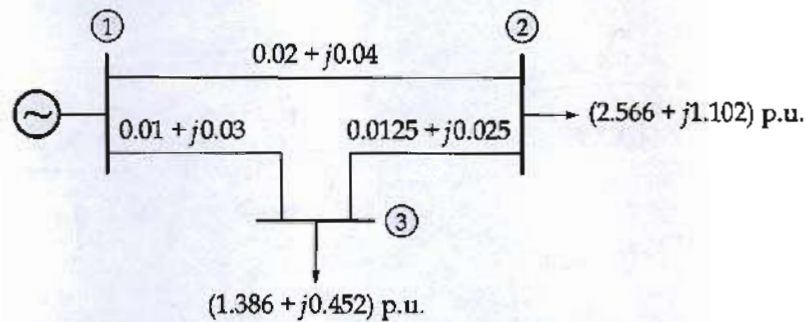 ①
②
0.02 + j0.04
(2.566 + j1.102) p.u.
0.01 + j0.03
0.0125 + j0.025
③
(1.386 + j0.452) p.u.